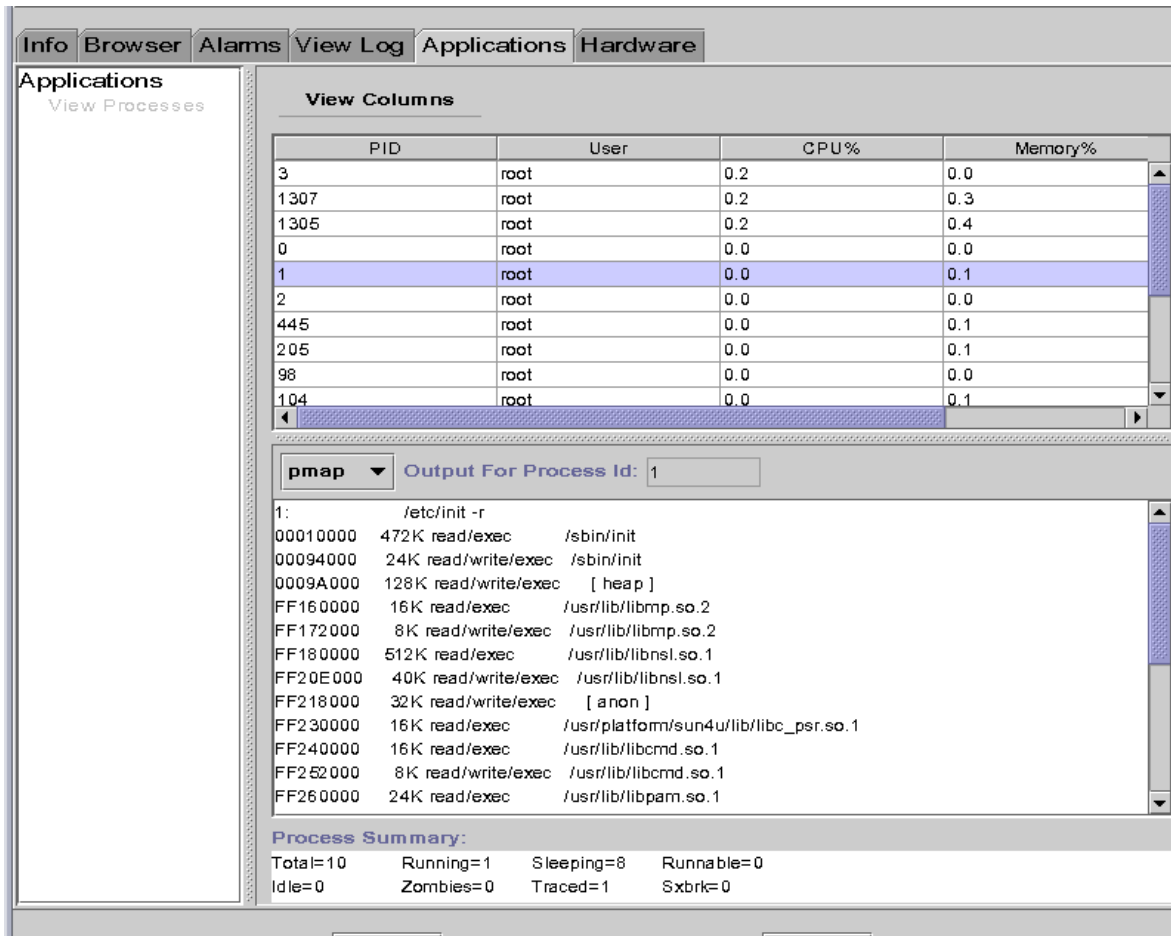 Info Browser Alarms View Log Applications Hardware
Applications
View Processes
View Columns
PID User CPU% Memory%
3 root 0.2 0.0
1307 root 0.2 0.3
1305 root 0.2 0.4
0 root 0.0 0.0
1 root 0.0 0.1
2 root 0.0 0.0
445 root 0.0 0.1
205 root 0.0 0.1
98 root 0.0 0.0
104 root 0.0 0.1
pmap Output For Process Id: 1
1: /etc/init -r
00010000 472K read/exec /sbin/init
00094000 24K read/write/exec /sbin/init
0009A000 128K read/write/exec [ heap ]
FF160000 16K read/exec /usr/lib/libmp.so.2
FF172000 8K read/write/exec /usr/lib/libmp.so.2
FF180000 512K read/exec /usr/lib/libnsl.so.1
FF20E000 40K read/write/exec /usr/lib/libnsl.so.1
FF218000 32K read/write/exec [ anon ]
FF230000 16K read/exec /usr/platform/sun4u/lib/libc_psr.so.1
FF240000 16K read/exec /usr/lib/libcmd.so.1
FF252000 8K read/write/exec /usr/lib/libcmd.so.1
FF260000 24K read/exec /usr/lib/libpam.so.1
Process Summary:
Total=10 Running=1 Sleeping=8 Runnable=0
Idle=0 Zombies=0 Traced=1 Sxbrk=0